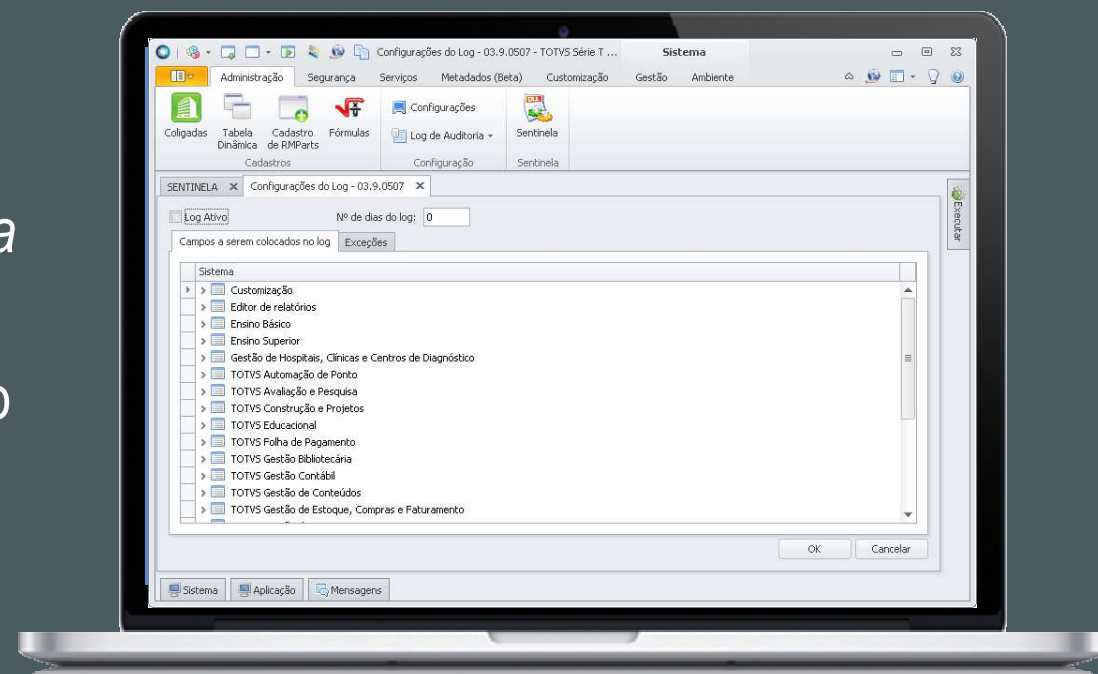 a
o
Configurações do Log - 03.9.0507 - TOTVS Série T ... Sistema
Administração Segurança Serviços Metadados (Beta) Customização Gestão Ambiente
Coligadas Tabela Dinâmica Cadastro de RMParts Fórmulas Configurações Log de Auditoria Sentinela
Cadastros Configuração Sentinela
SENTINELA Configurações do Log - 03.9.0507
Executar
Log Ativo Nº de dias do log: 0
Campos a serem colocados no log Exceções
Sistema
Customização
Editor de relatórios
Ensino Básico
Ensino Superior
Gestão de Hospitais, Clínicas e Centros de Diagnóstico
TOTVS Automação de Ponto
TOTVS Avaliação e Pesquisa
TOTVS Construção e Projetos
TOTVS Educacional
TOTVS Folha de Pagamento
TOTVS Gestão Bibliotecária
TOTVS Gestão Contábil
TOTVS Gestão de Conteúdos
TOTVS Gestão de Estoque, Compras e Faturamento
OK Cancelar
Sistema Aplicação Mensagens